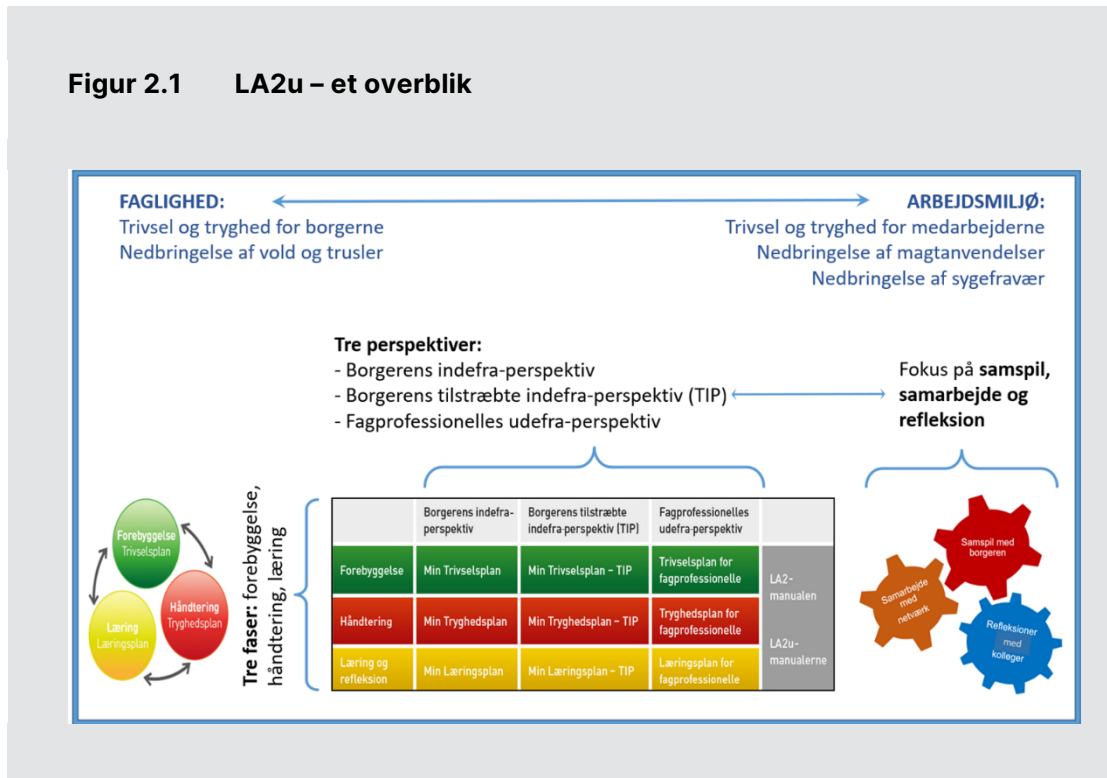 Figur 2.1 LA2u – et overblik
FAGLIGHED:
Trivsel og tryghed for borgerne
Nedbringelse af vold og trusler
ARBEJDSMILJØ:
Trivsel og tryghed for medarbejderne
Nedbringelse af magtanvendelser
Nedbringelse af sygefravær
Tre perspektiver:
- Borgerens indefra-perspektiv
- Borgerens tilstræbte indefra-perspektiv (TIP)
- Fagprofessionelles udefra-perspektiv
Fokus på samspil,
samarbejde og
refleksion
Forebyggelse
Trivselsplan
Håndtering
Tryghedsplan
Læring
Læringsplan
Tre faser: forebyggelse,
håndtering, læring
Borgerens indefra-
perspektiv
Borgerens tilstræbte
indefra-perspektiv (TIP)
Fagprofessionelles
udefra-perspektiv
Forebyggelse
Min Trivselsplan
Min Trivselsplan – TIP
Trivselsplan for
fagprofessionelle
Håndtering
Min Tryghedsplan
Min Tryghedsplan – TIP
Tryghedsplan for
fagprofessionelle
Læring og
refleksion
Min Læringsplan
Min Læringsplan – TIP
Læringsplan for
fagprofessionelle
LA2-
manualen
LA2u-
manualerne
Samspil med
borgeren
Samarbejde
med
netværk
Refleksioner
med
kolleger